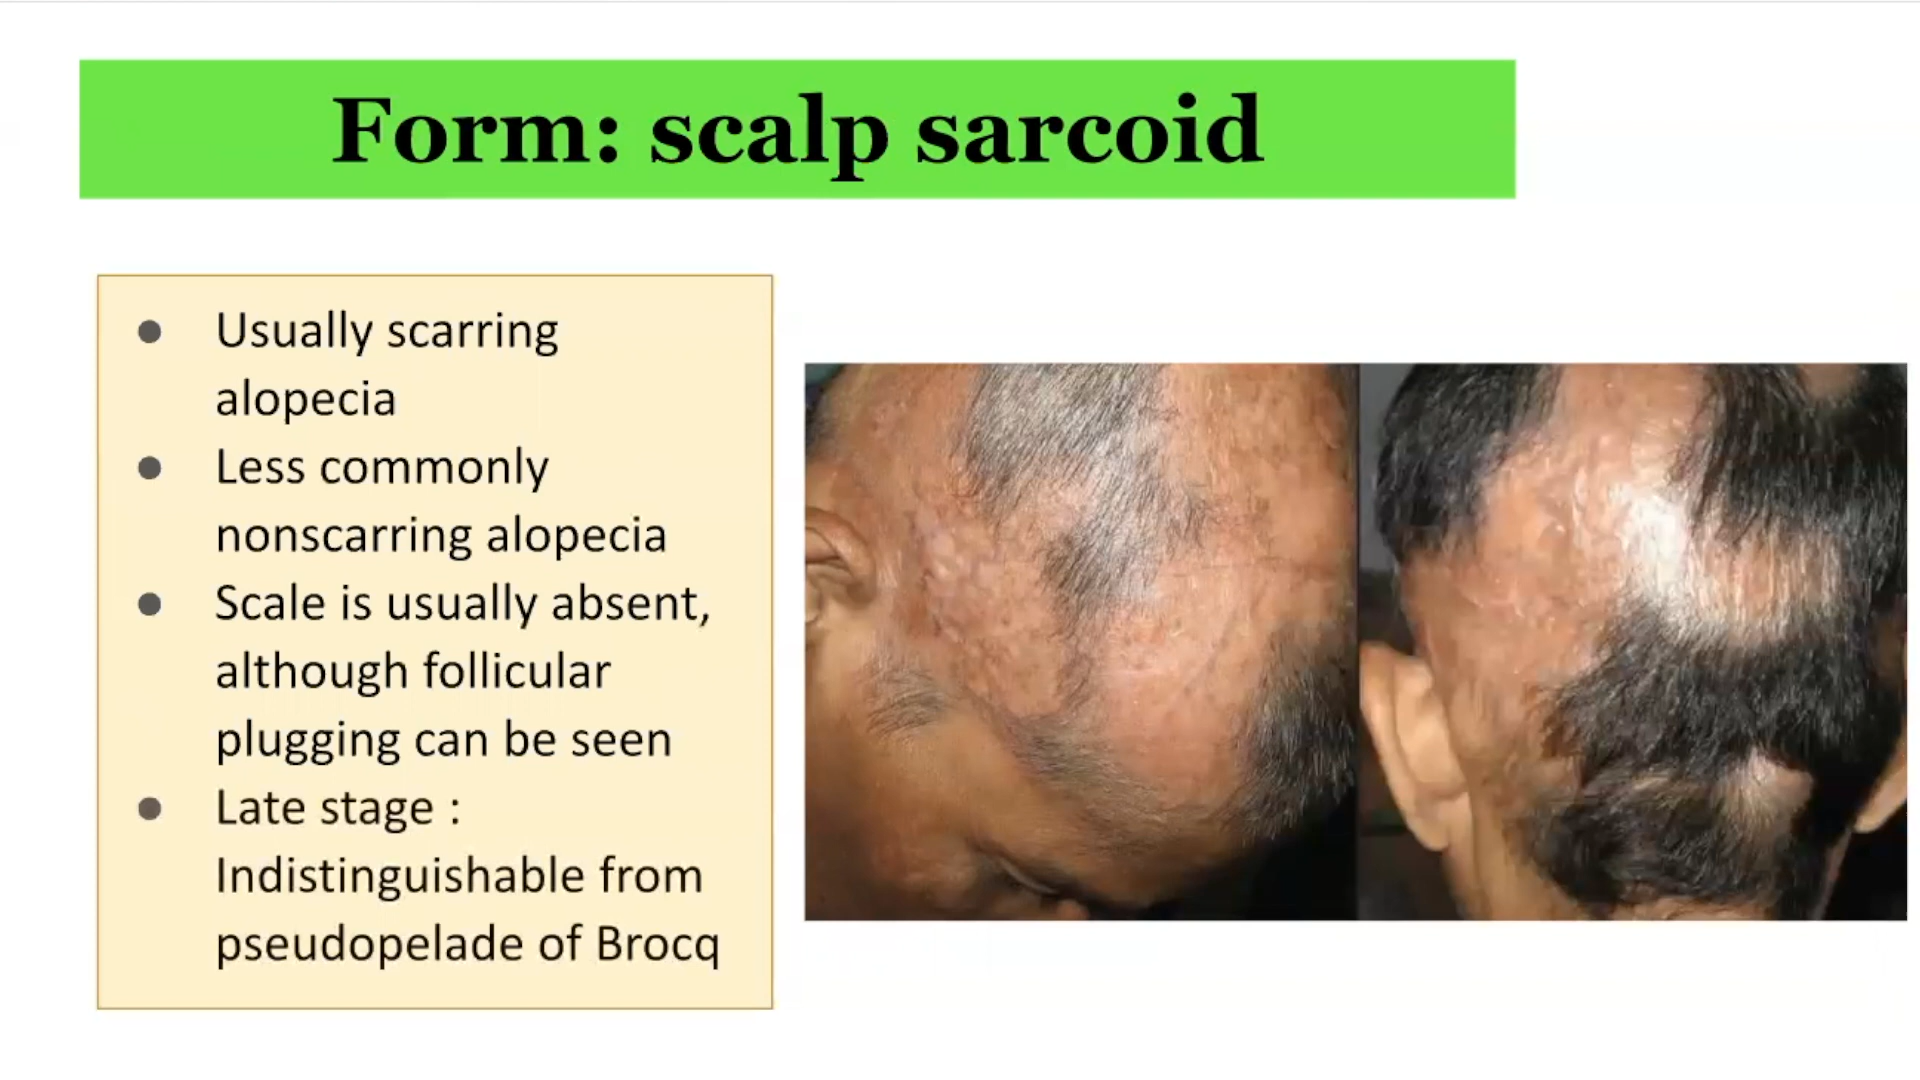 Form: scalp sarcoid
● Usually scarring
alopecia
● Less commonly
nonscarring alopecia
● Scale is usually absent,
although follicular
plugging can be seen
● Late stage :
Indistinguishable from
pseudopelade of Brocq